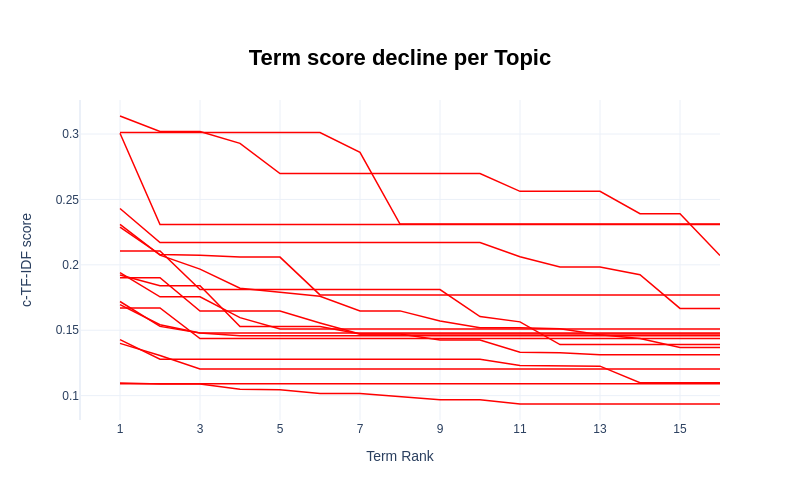 Term score decline per Topic
c-TF-IDF score
0.3
0.25
0.2
0.15
0.1
1 3 5 7 9 11 13 15
Term Rank